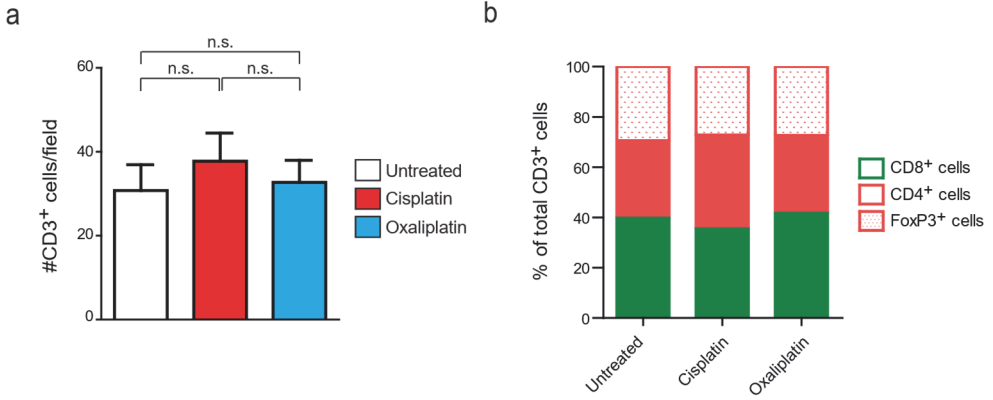 a
n.s.
n.s.
n.s.
60
40
20
0
#CD3+ cells/field
Untreated
Cisplatin
Oxaliplatin
b
100
80
60
40
20
0
% of total CD3+ cells
Untreated
Cisplatin
Oxaliplatin
CD8+ cells
CD4+ cells
FoxP3+ cells